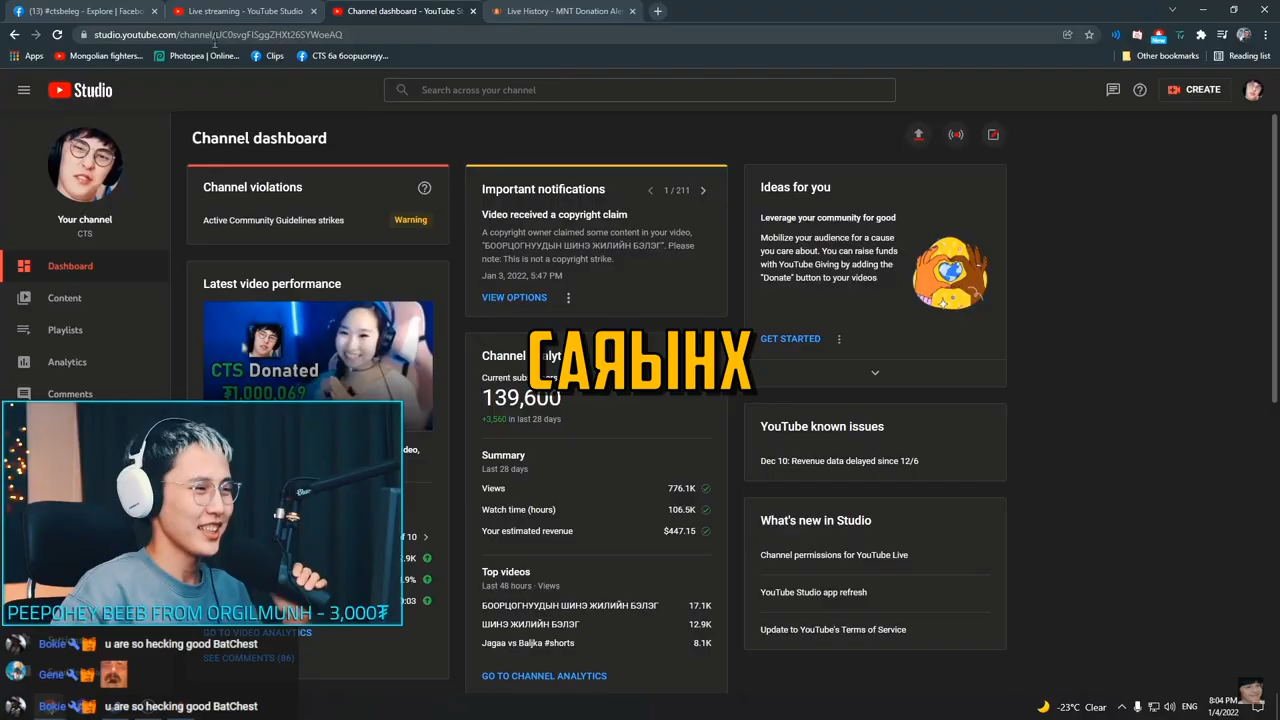 (13) #ctsbeleg - Explore | Faceb
Live streaming - YouTube Studio
Channel dashboard - YouTube S
Live History - MNT Donation Ale
studio.youtube.com/channel/UC0svgFISggZHXt26SYWoeAQ
Apps
Mongolian fighters...
Photopea | Online...
Clips
CTS 6a боорцогну...
Other bookmarks
Reading list
Studio
Search across your channel
CREATE
Your channel
CTS
Dashboard
Content
Playlists
Analytics
Comments
Channel dashboard
Channel violations
Active Community Guidelines strikes
Warning
Latest video performance
CTS Donated
₮1,000,069
GO TO VIDEO ANALYTICS
SEE COMMENTS (86)
Important notifications
1 / 211
Video received a copyright claim
A copyright owner claimed some content in your video,
"БООРЦОГНУУДЫН ШИНЭ ЖИЛИЙН БЭЛЭГ". Please
note: This is not a copyright strike.
Jan 3, 2022, 5:47 PM
VIEW OPTIONS
САЯЫНХ
139,600
+3,560 in last 28 days
Summary
Last 28 days
Views 776.1K
Watch time (hours) 106.5K
Your estimated revenue $447.15
Top videos
Last 48 hours · Views
БООРЦОГНУУДЫН ШИНЭ ЖИЛИЙН БЭЛЭГ 17.1K
ШИНЭ ЖИЛИЙН БЭЛЭГ 12.9K
Jagaa vs Baljka #shorts 8.1K
GO TO CHANNEL ANALYTICS
Ideas for you
Leverage your community for good
Mobilize your audience for a cause
you care about. You can raise funds
with YouTube Giving by adding the
"Donate" button to your videos
GET STARTED
YouTube known issues
Dec 10: Revenue data delayed since 12/6
What's new in Studio
Channel permissions for YouTube Live
YouTube Studio app refresh
Update to YouTube's Terms of Service
PEEPOHEY BEEB FROM ORGILMUNH - 3,000₮
Bokie u are so hecking good BatChest
Gene
Bokie u are so hecking good BatChest
-23°C Clear
ENG
8:04 PM
1/4/2022